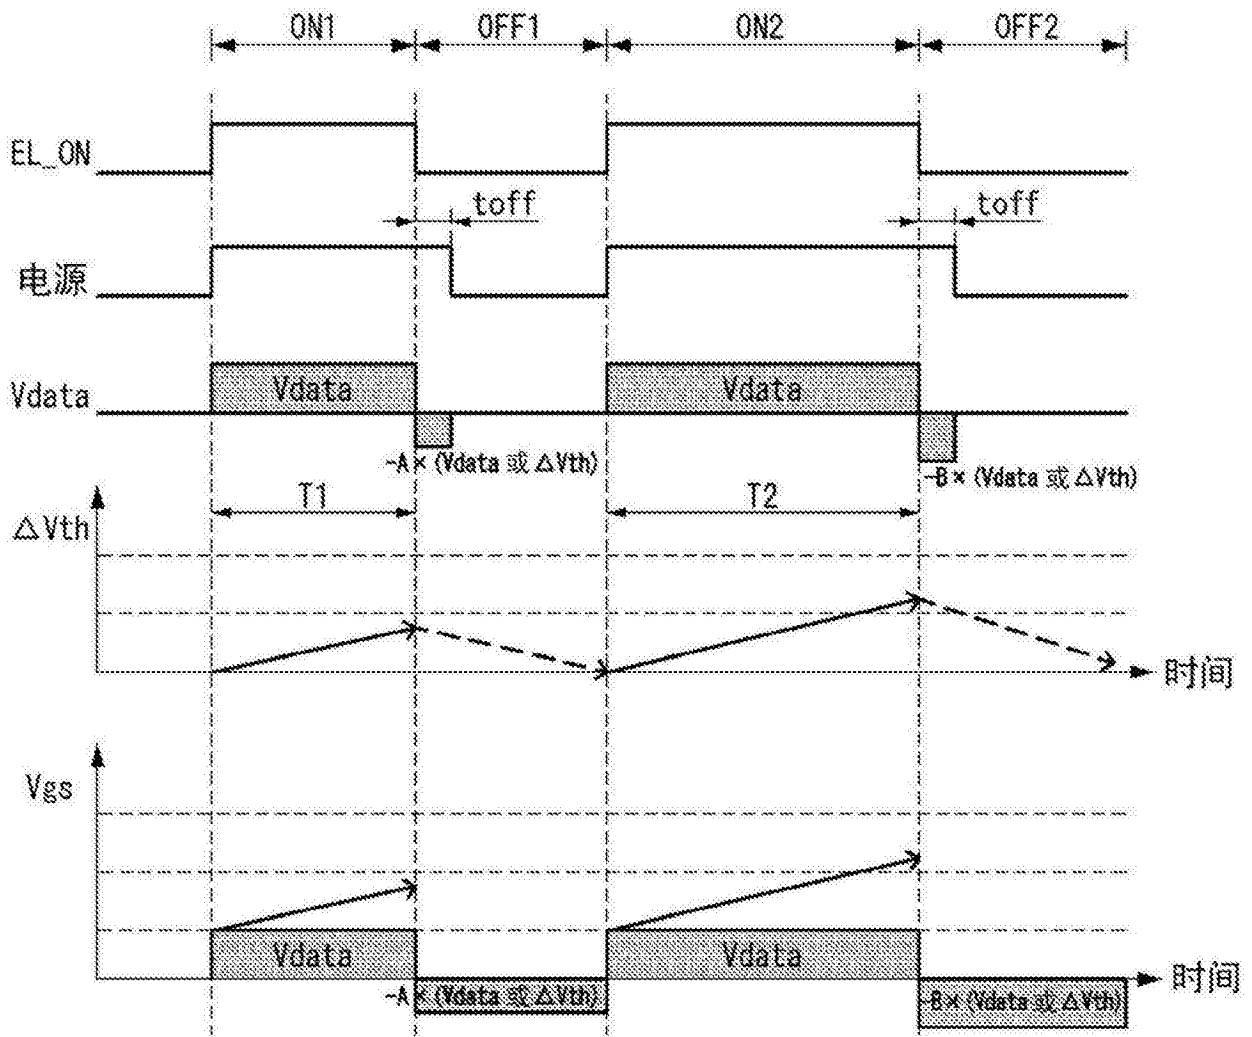 ON1 OFF1 ON2 OFF2
EL_ON
toff toff
电源
Vdata Vdata Vdata
-A×(Vdata 或 △Vth) -B×(Vdata 或 △Vth)
T1 T2
△Vth
时间
Vgs
Vdata Vdata
时间
-A×(Vdata 或 △Vth) -B×(Vdata 或 △Vth)